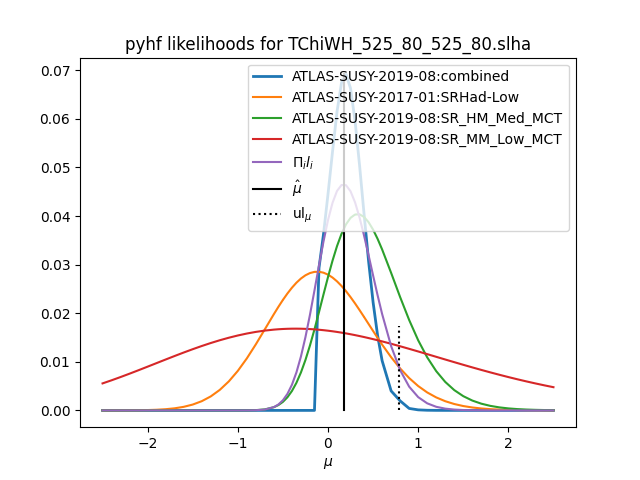 pyhf likelihoods for TChiWH_525_80_525_80.slha
0.07
0.06
0.05
0.04
0.03
0.02
0.01
0.00
ATLAS-SUSY-2019-08:combined
ATLAS-SUSY-2017-01:SRHad-Low
ATLAS-SUSY-2019-08:SR_HM_Med_MCT
ATLAS-SUSY-2019-08:SR_MM_Low_MCT
Π_i l_i
μ̂
ul_μ
−2 −1 0 1 2
μ